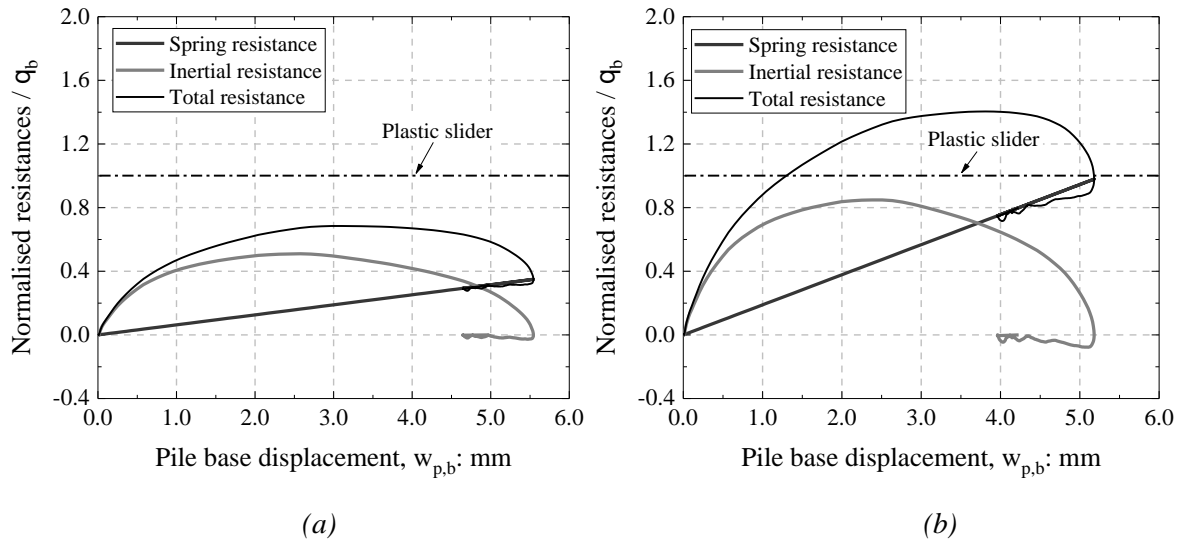 2.0
1.6
1.2
0.8
0.4
0.0
-0.4
Normalised resistances / q_b
Spring resistance
Inertial resistance
Total resistance
Plastic slider
0.0 1.0 2.0 3.0 4.0 5.0 6.0
Pile base displacement, w_p,b: mm
(a)
2.0
1.6
1.2
0.8
0.4
0.0
-0.4
Normalised resistances / q_b
Spring resistance
Inertial resistance
Total resistance
Plastic slider
0.0 1.0 2.0 3.0 4.0 5.0 6.0
Pile base displacement, w_p,b: mm
(b)